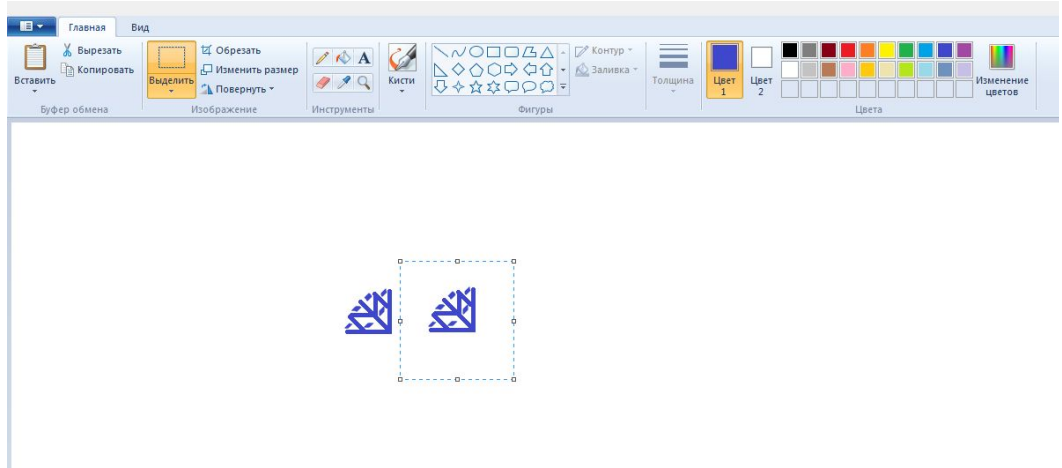 Главная Вид
Вставить
Вырезать
Копировать
Буфер обмена
Выделить
Обрезать
Изменить размер
Повернуть
Изображение
A
Инструменты
Кисти
Контур
Заливка
Фигуры
Толщина
Цвет
1
Цвет
2
Изменение
цветов
Цвета